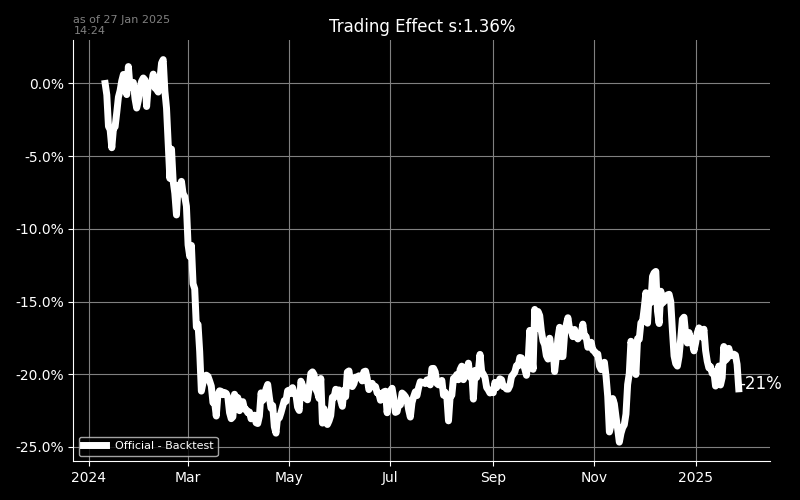 as of 27 Jan 2025
14:24
Trading Effect s:1.36%
0.0%
-5.0%
-10.0%
-15.0%
-20.0%
-25.0%
-21%
Official - Backtest
2024 Mar May Jul Sep Nov 2025